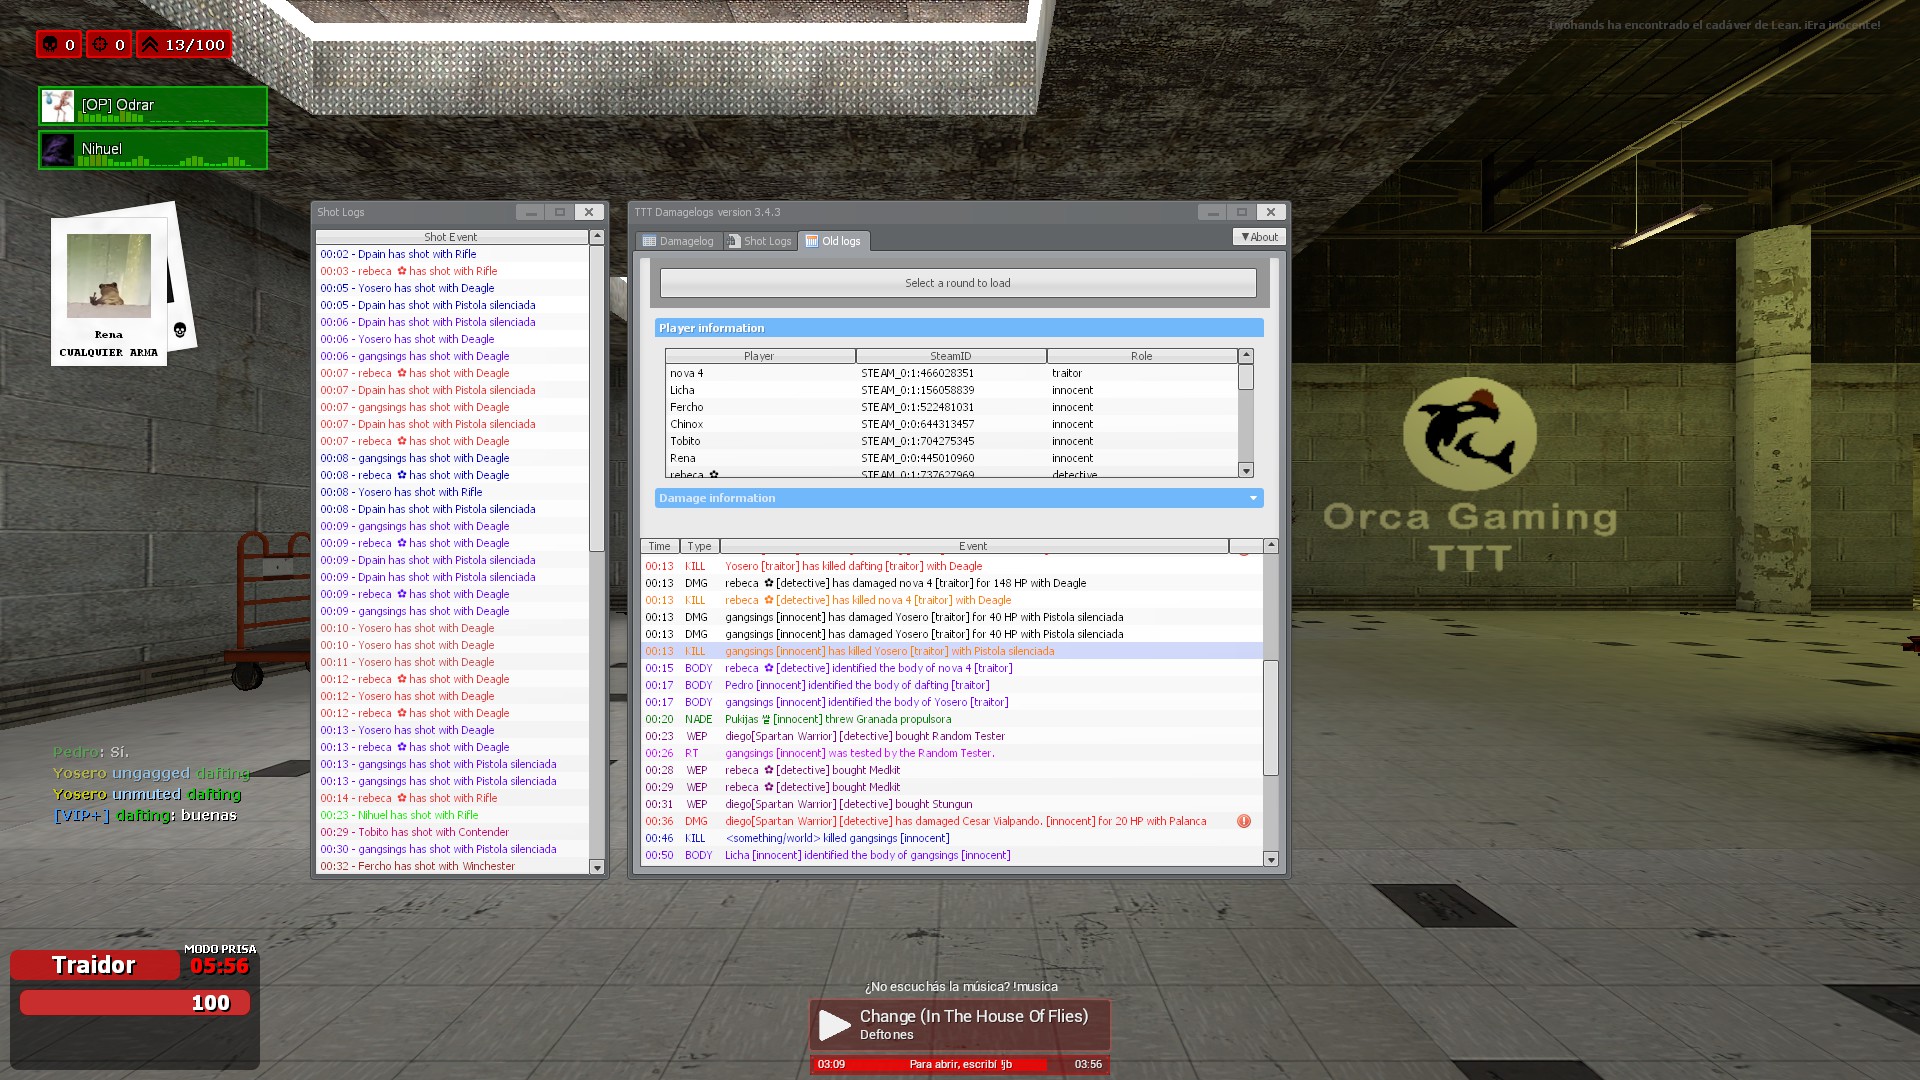 Twohands ha encontrado el cadáver de Lean. ¡Era inocente!
0
0
13/100
[OP] Odrar
Nihuel
Rena
CUALQUIER ARMA
Shot Logs
Shot Event
00:02 - Dpain has shot with Rifle
00:03 - rebeca ✿ has shot with Rifle
00:05 - Yosero has shot with Deagle
00:05 - Dpain has shot with Pistola silenciada
00:06 - Dpain has shot with Pistola silenciada
00:06 - Yosero has shot with Deagle
00:06 - gangsings has shot with Deagle
00:07 - rebeca ✿ has shot with Deagle
00:07 - Dpain has shot with Pistola silenciada
00:07 - gangsings has shot with Deagle
00:07 - Dpain has shot with Pistola silenciada
00:07 - rebeca ✿ has shot with Deagle
00:08 - gangsings has shot with Deagle
00:08 - rebeca ✿ has shot with Deagle
00:08 - Yosero has shot with Rifle
00:08 - Dpain has shot with Pistola silenciada
00:09 - gangsings has shot with Deagle
00:09 - rebeca ✿ has shot with Deagle
00:09 - Dpain has shot with Pistola silenciada
00:09 - Dpain has shot with Pistola silenciada
00:09 - rebeca ✿ has shot with Deagle
00:09 - gangsings has shot with Deagle
00:10 - Yosero has shot with Deagle
00:10 - Yosero has shot with Deagle
00:11 - Yosero has shot with Deagle
00:12 - rebeca ✿ has shot with Deagle
00:12 - Yosero has shot with Deagle
00:12 - rebeca ✿ has shot with Deagle
00:13 - Yosero has shot with Deagle
00:13 - rebeca ✿ has shot with Deagle
00:13 - gangsings has shot with Pistola silenciada
00:13 - gangsings has shot with Pistola silenciada
00:14 - rebeca ✿ has shot with Rifle
00:23 - Nihuel has shot with Rifle
00:29 - Tobito has shot with Contender
00:30 - gangsings has shot with Pistola silenciada
00:32 - Fercho has shot with Winchester
TTT Damagelogs version 3.4.3
Damagelog
Shot Logs
Old logs
▼About
Select a round to load
Player information
Player SteamID Role
nova 4 STEAM_0:1:466028351 traitor
Licha STEAM_0:1:156058839 innocent
Fercho STEAM_0:1:522481031 innocent
Chinox STEAM_0:0:644313457 innocent
Tobito STEAM_0:1:704275345 innocent
Rena STEAM_0:0:445010960 innocent
rebeca ✿ STEAM_0:1:737627969 detective
Damage information
Time Type Event
00:13 KILL Yosero [traitor] has killed dafting [traitor] with Deagle
00:13 DMG rebeca ✿ [detective] has damaged nova 4 [traitor] for 148 HP with Deagle
00:13 KILL rebeca ✿ [detective] has killed nova 4 [traitor] with Deagle
00:13 DMG gangsings [innocent] has damaged Yosero [traitor] for 40 HP with Pistola silenciada
00:13 DMG gangsings [innocent] has damaged Yosero [traitor] for 40 HP with Pistola silenciada
00:13 KILL gangsings [innocent] has killed Yosero [traitor] with Pistola silenciada
00:15 BODY rebeca ✿ [detective] identified the body of nova 4 [traitor]
00:17 BODY Pedro [innocent] identified the body of dafting [traitor]
00:17 BODY gangsings [innocent] identified the body of Yosero [traitor]
00:20 NADE Pukijas [innocent] threw Granada propulsora
00:23 WEP diego[Spartan Warrior] [detective] bought Random Tester
00:26 RT gangsings [innocent] was tested by the Random Tester.
00:28 WEP rebeca ✿ [detective] bought Medkit
00:29 WEP rebeca ✿ [detective] bought Medkit
00:31 WEP diego[Spartan Warrior] [detective] bought Stungun
00:36 DMG diego[Spartan Warrior] [detective] has damaged Cesar Vialpando. [innocent] for 20 HP with Palanca
00:46 KILL <something/world> killed gangsings [innocent]
00:50 BODY Licha [innocent] identified the body of gangsings [innocent]
Orca Gaming
TTT
Pedro: Sí.
Yosero ungagged dafting
Yosero unmuted dafting
[VIP+] dafting: buenas
Traidor
MODO PRISA
05:56
100
¿No escuchás la música? !musica
Change (In The House Of Flies)
Deftones
03:09
Para abrir, escribí !jb
03:56